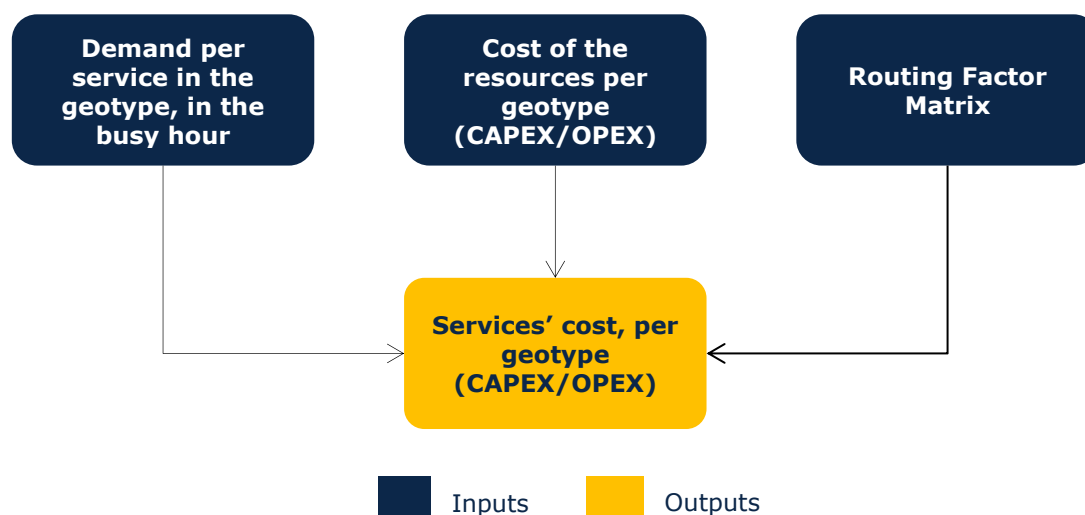 Demand per
service in the
geotype, in the
busy hour
Cost of the
resources per
geotype
(CAPEX/OPEX)
Routing Factor
Matrix
Services’ cost, per
geotype
(CAPEX/OPEX)
Inputs
Outputs